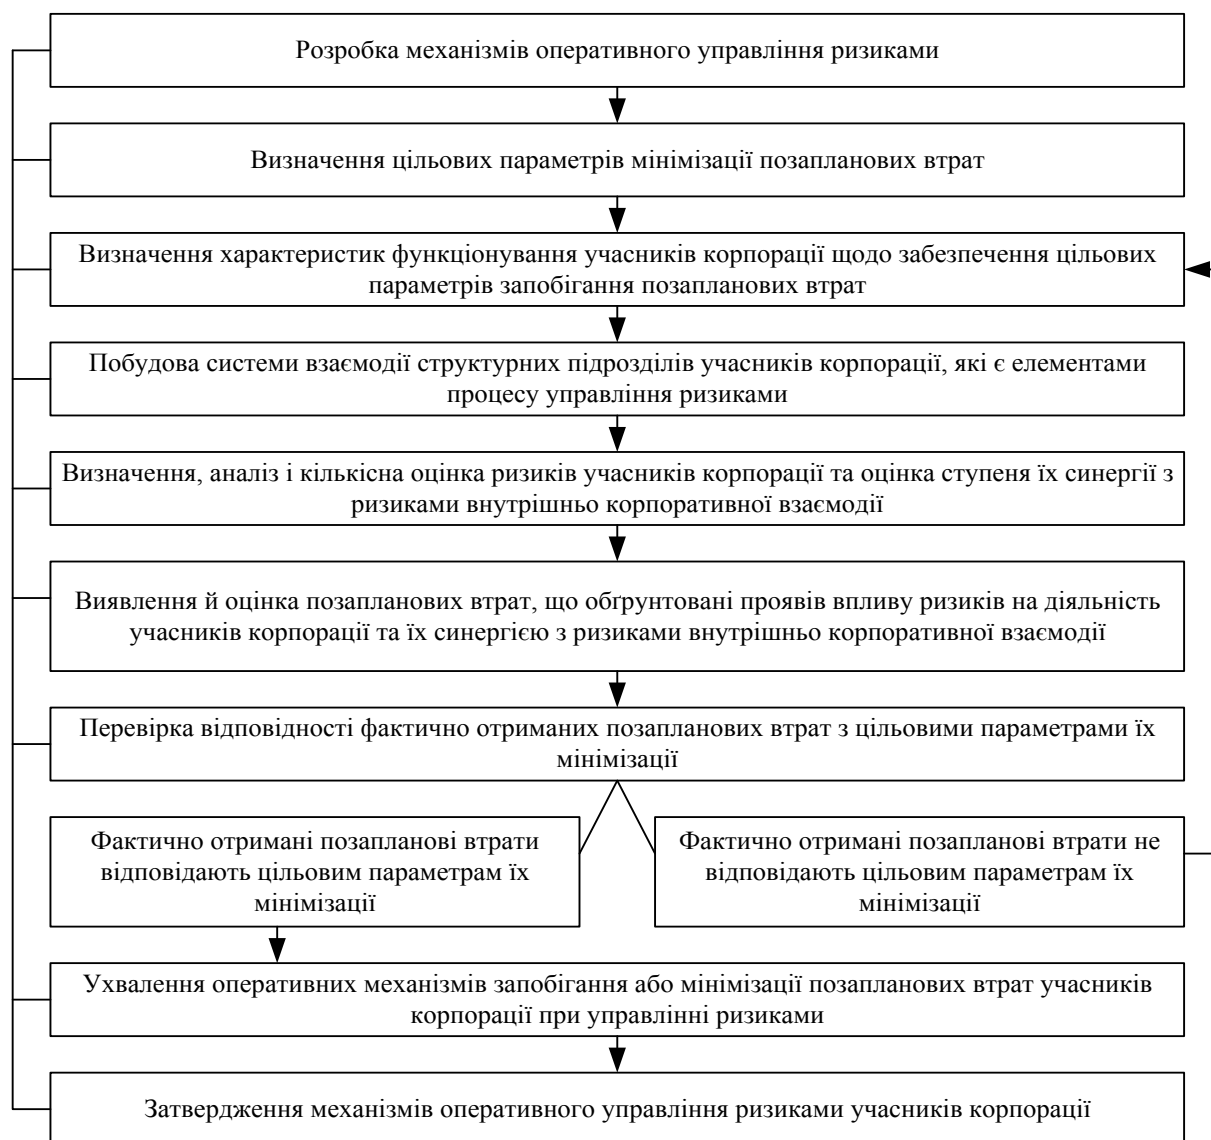 Розробка механізмів оперативного управління ризиками
Визначення цільових параметрів мінімізації позапланових втрат
Визначення характеристик функціонування учасників корпорації щодо забезпечення цільових
параметрів запобігання позапланових втрат
Побудова системи взаємодії структурних підрозділів учасників корпорації, які є елементами
процесу управління ризиками
Визначення, аналіз і кількісна оцінка ризиків учасників корпорації та оцінка ступеня їх синергії з
ризиками внутрішньо корпоративної взаємодії
Виявлення й оцінка позапланових втрат, що обґрунтовані проявів впливу ризиків на діяльність
учасників корпорації та їх синергією з ризиками внутрішньо корпоративної взаємодії
Перевірка відповідності фактично отриманих позапланових втрат з цільовими параметрами їх
мінімізації
Фактично отримані позапланові втрати
відповідають цільовим параметрам їх
мінімізації
Фактично отримані позапланові втрати не
відповідають цільовим параметрам їх
мінімізації
Ухвалення оперативних механізмів запобігання або мінімізації позапланових втрат учасників
корпорації при управлінні ризиками
Затвердження механізмів оперативного управління ризиками учасників корпорації